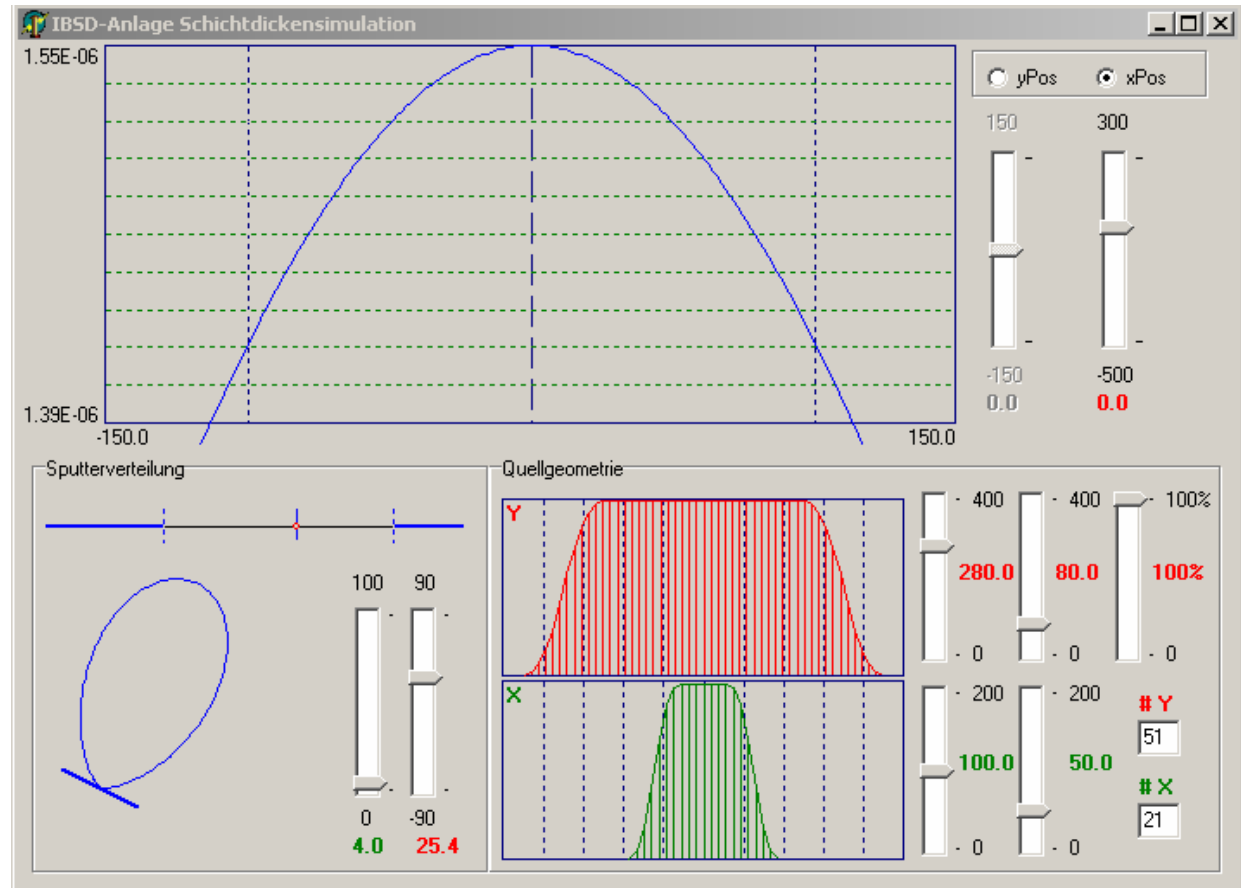 IBSD-Anlage Schichtdickensimulation
1.55E-06
yPos xPos
150 300
-150 -500
0.0 0.0
1.39E-06
-150.0 150.0
Sputterverteilung
100 90
0 -90
4.0 25.4
Quellgeometrie
Y
400 400 100%
280.0 80.0 100%
0 0 0
X
200 200
# Y
51
100.0 50.0
# X
21
0 0